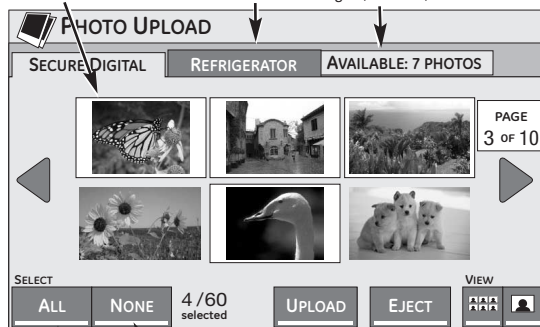 PHOTO UPLOAD
SECURE DIGITAL
REFRIGERATOR
AVAILABLE: 7 PHOTOS
PAGE
3 OF 10
SELECT
ALL
NONE
4/60
selected
UPLOAD
EJECT
VIEW